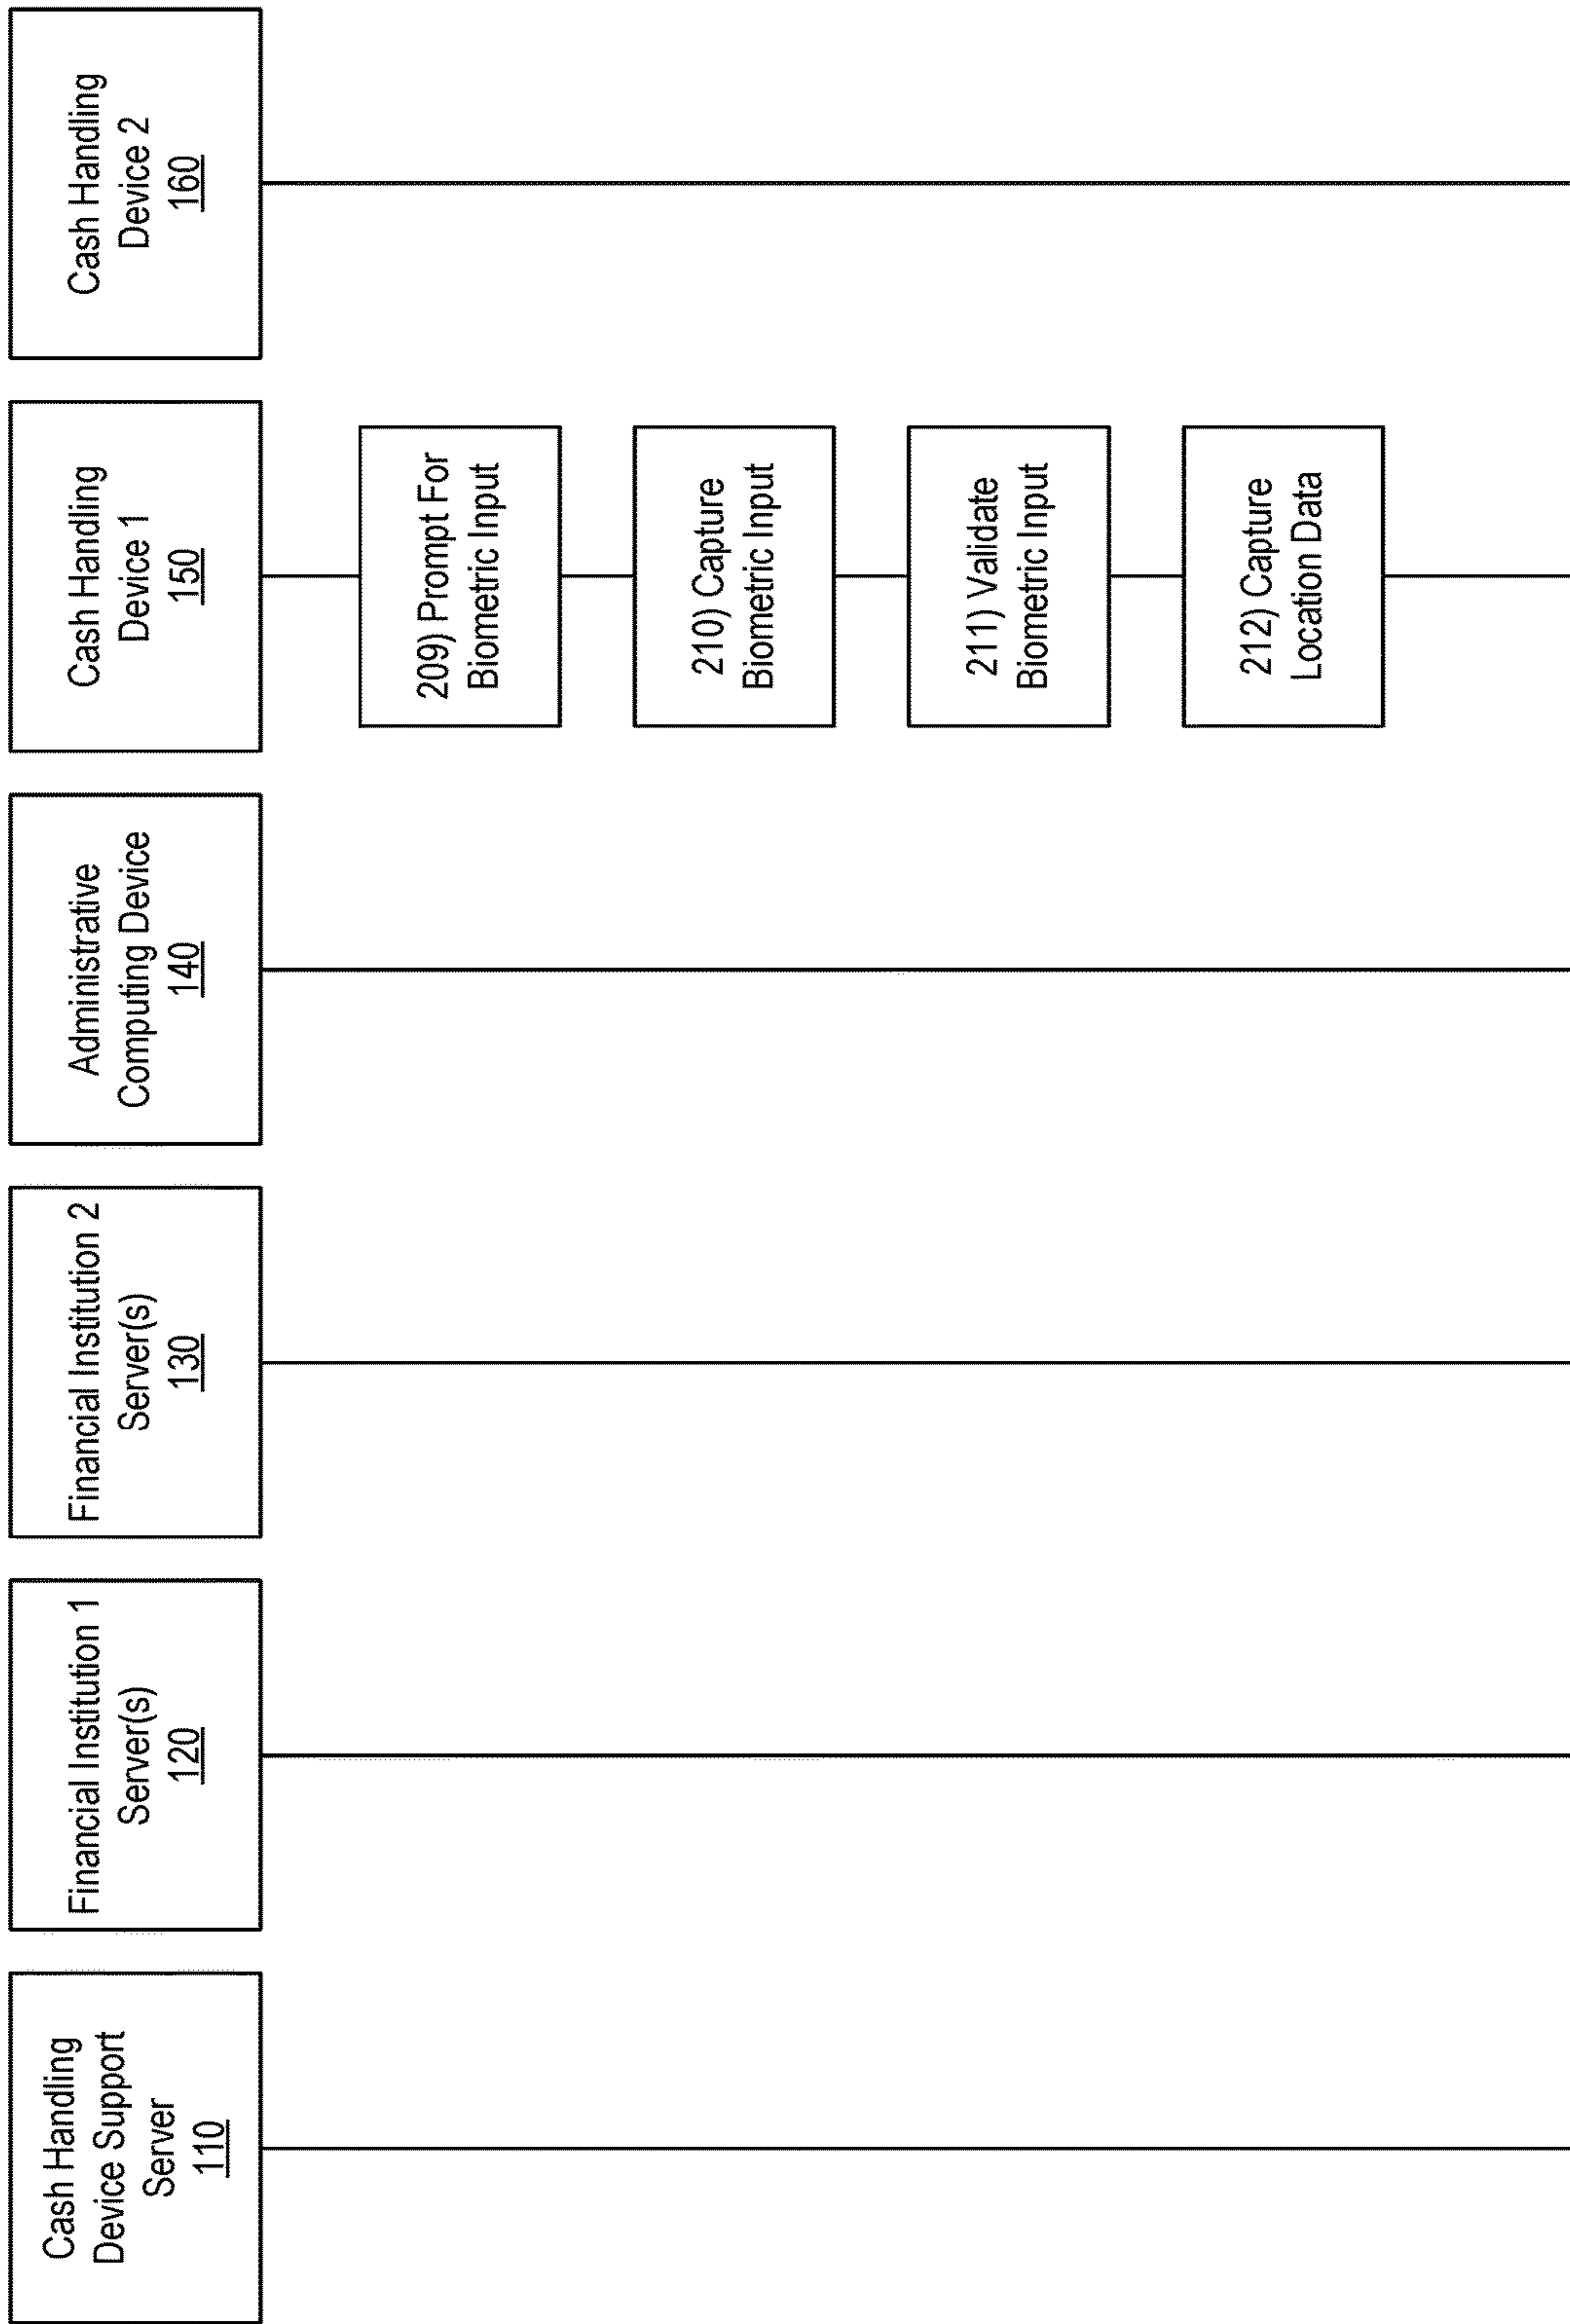 Cash Handling
Device Support
Server
110
Financial Institution 1
Server(s)
120
Financial Institution 2
Server(s)
130
Administrative
Computing Device
140
Cash Handling
Device 1
150
Cash Handling
Device 2
160
209) Prompt For
Biometric Input
210) Capture
Biometric Input
211) Validate
Biometric Input
212) Capture
Location Data